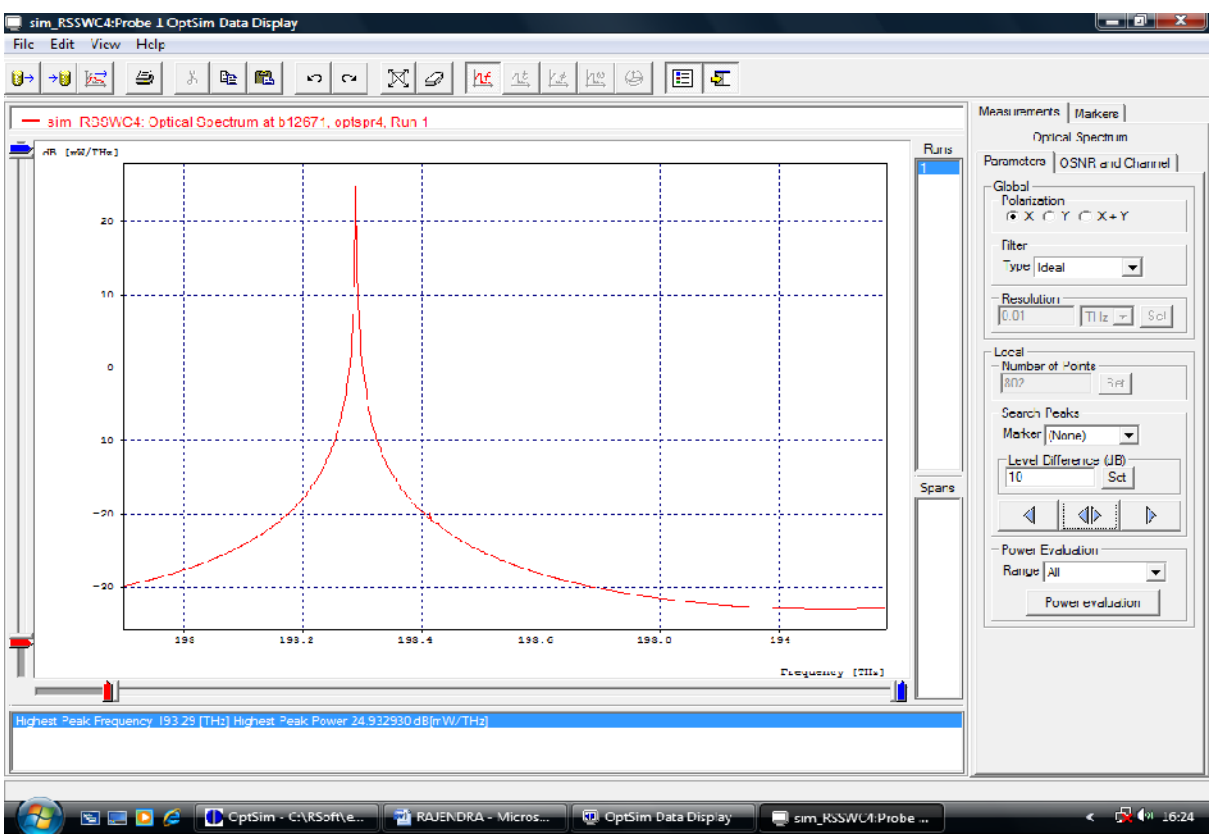 sim_RSSWC4:Probe 1 OptSim Data Display
File Edit View Help
sim_RSSWC4: Optical Spectrum at b12671, optspr4, Run 1
dB [mW/THz]
20
10
0
10
-20
-30
193
193.2
193.4
193.6
193.8
194
Frequency [THz]
Runs
1
Spans
Measurements Markers
Optical Spectrum
Parameters OSNR and Channel
Global
Polarization
X Y X+Y
Filter
Type Ideal
Resolution
0.01 THz Set
Local
Number of Points
802 Set
Search Peaks
Marker (None)
Level Difference (dB)
10 Set
Power Evaluation
Range All
Power evaluation
Highest Peak Frequency 193.29 [THz] Highest Peak Power 24.932930 dB[mW/THz]
OptSim - C:\RSoft\e...
RAJENDRA - Micros...
OptSim Data Display
sim_RSSWC4:Probe ...
16:24